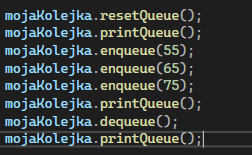 mojaKolejka.resetQueue();
mojaKolejka.printQueue();
mojaKolejka.enqueue(55);
mojaKolejka.enqueue(65);
mojaKolejka.enqueue(75);
mojaKolejka.printQueue();
mojaKolejka.dequeue();
mojaKolejka.printQueue();